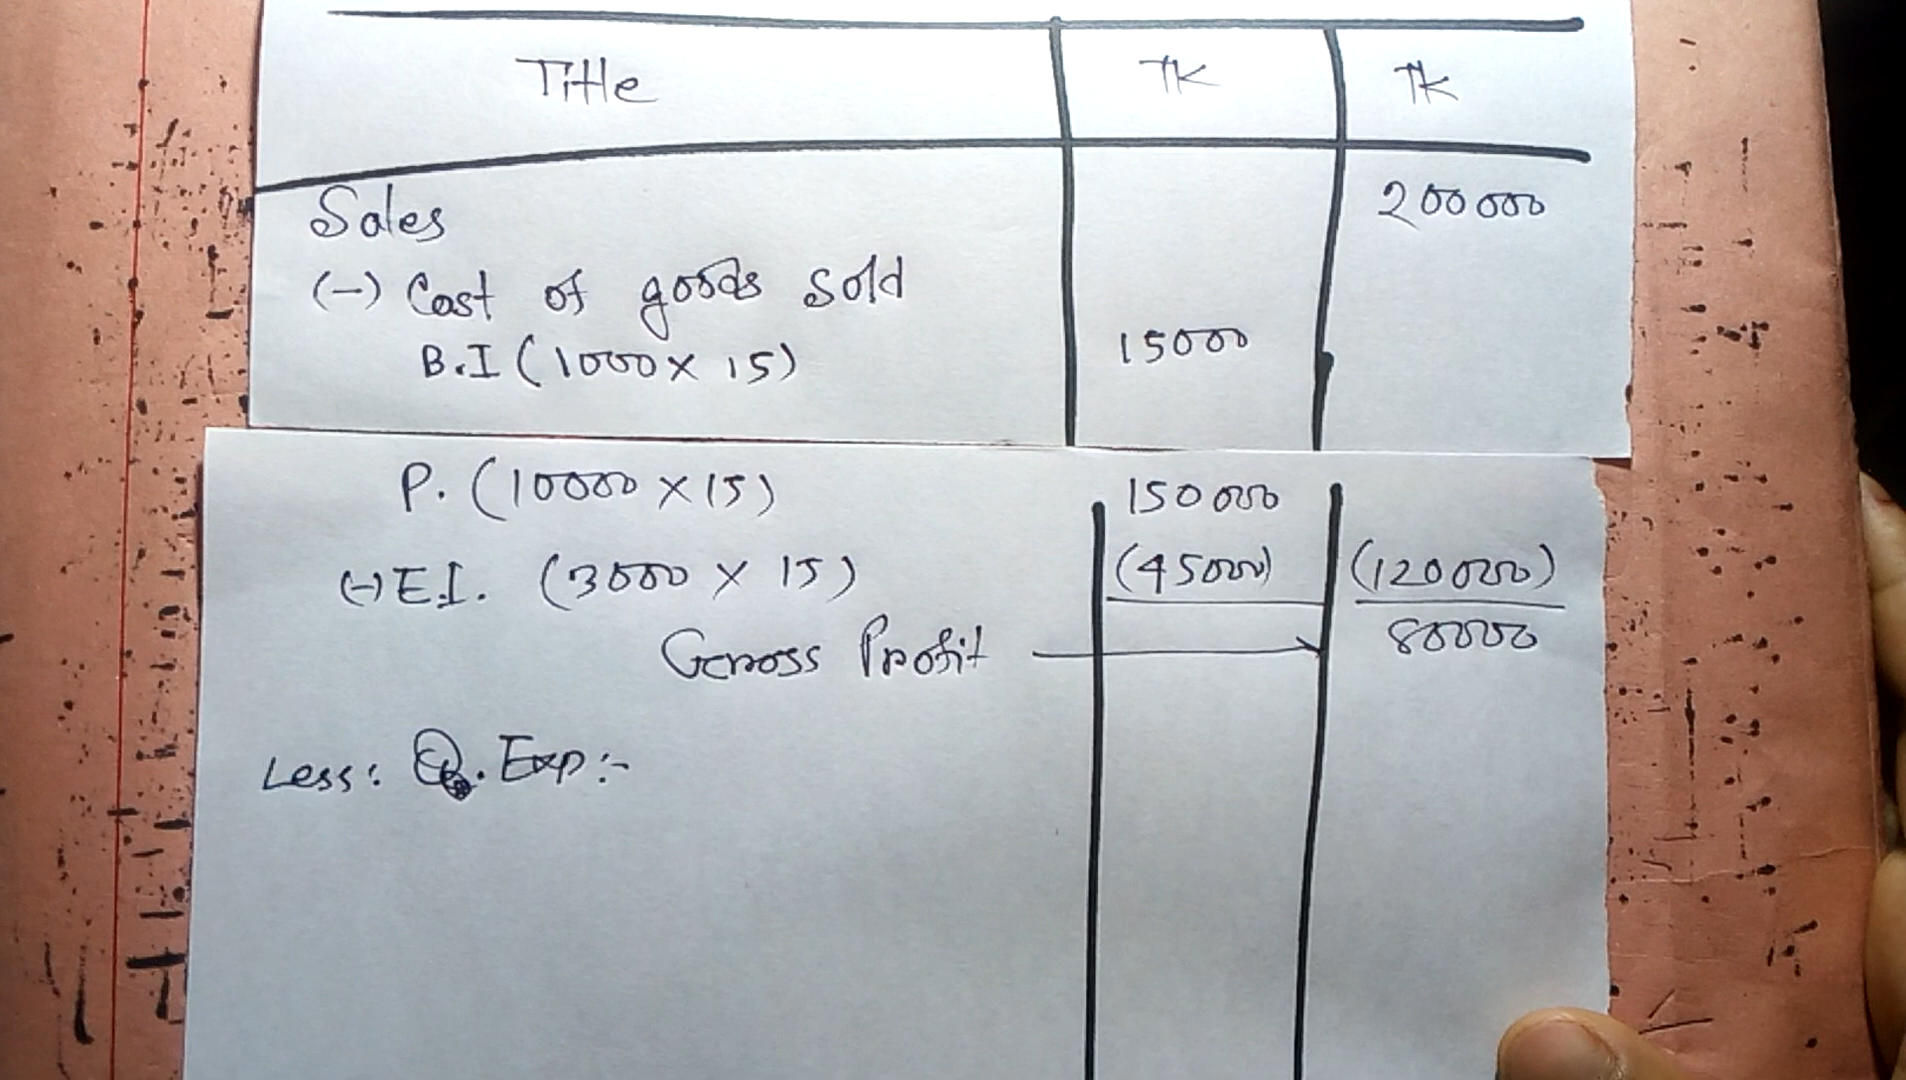 Title TK TK
Sales 200000
(-) Cost of goods sold
B.I (1000 × 15) 15000
P. (10000 × 15) 150000
(-) E.I. (3000 × 15) (45000) (120000)
Gross Profit 80000
Less: Exp:-